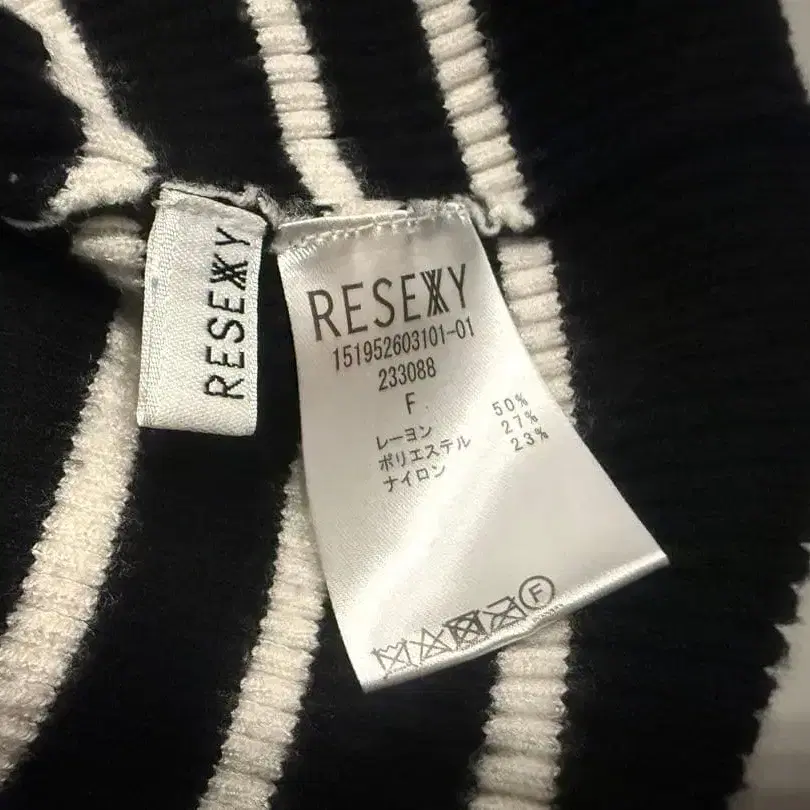 RESEXXY
RESEXXY
151952603101-01
233088
F
レーヨン 50%
ポリエステル 27%
ナイロン 23%
F